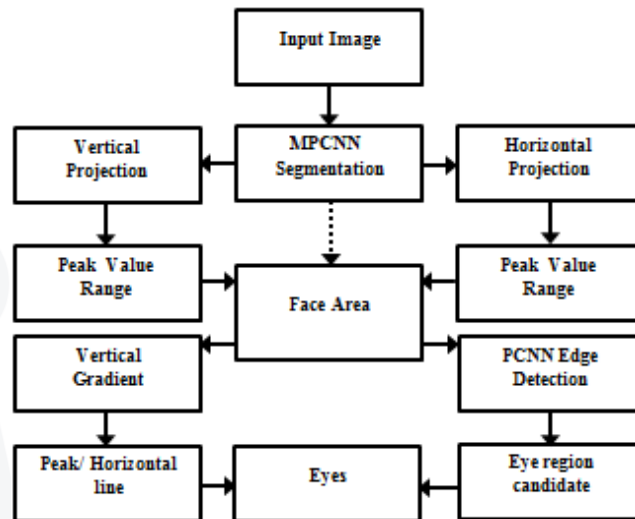 Input Image
Vertical
Projection
MPCNN
Segmentation
Horizontal
Projection
Peak Value
Range
Face Area
Peak Value
Range
Vertical
Gradient
PCNN Edge
Detection
Peak/ Horizontal
line
Eyes
Eye region
candidate